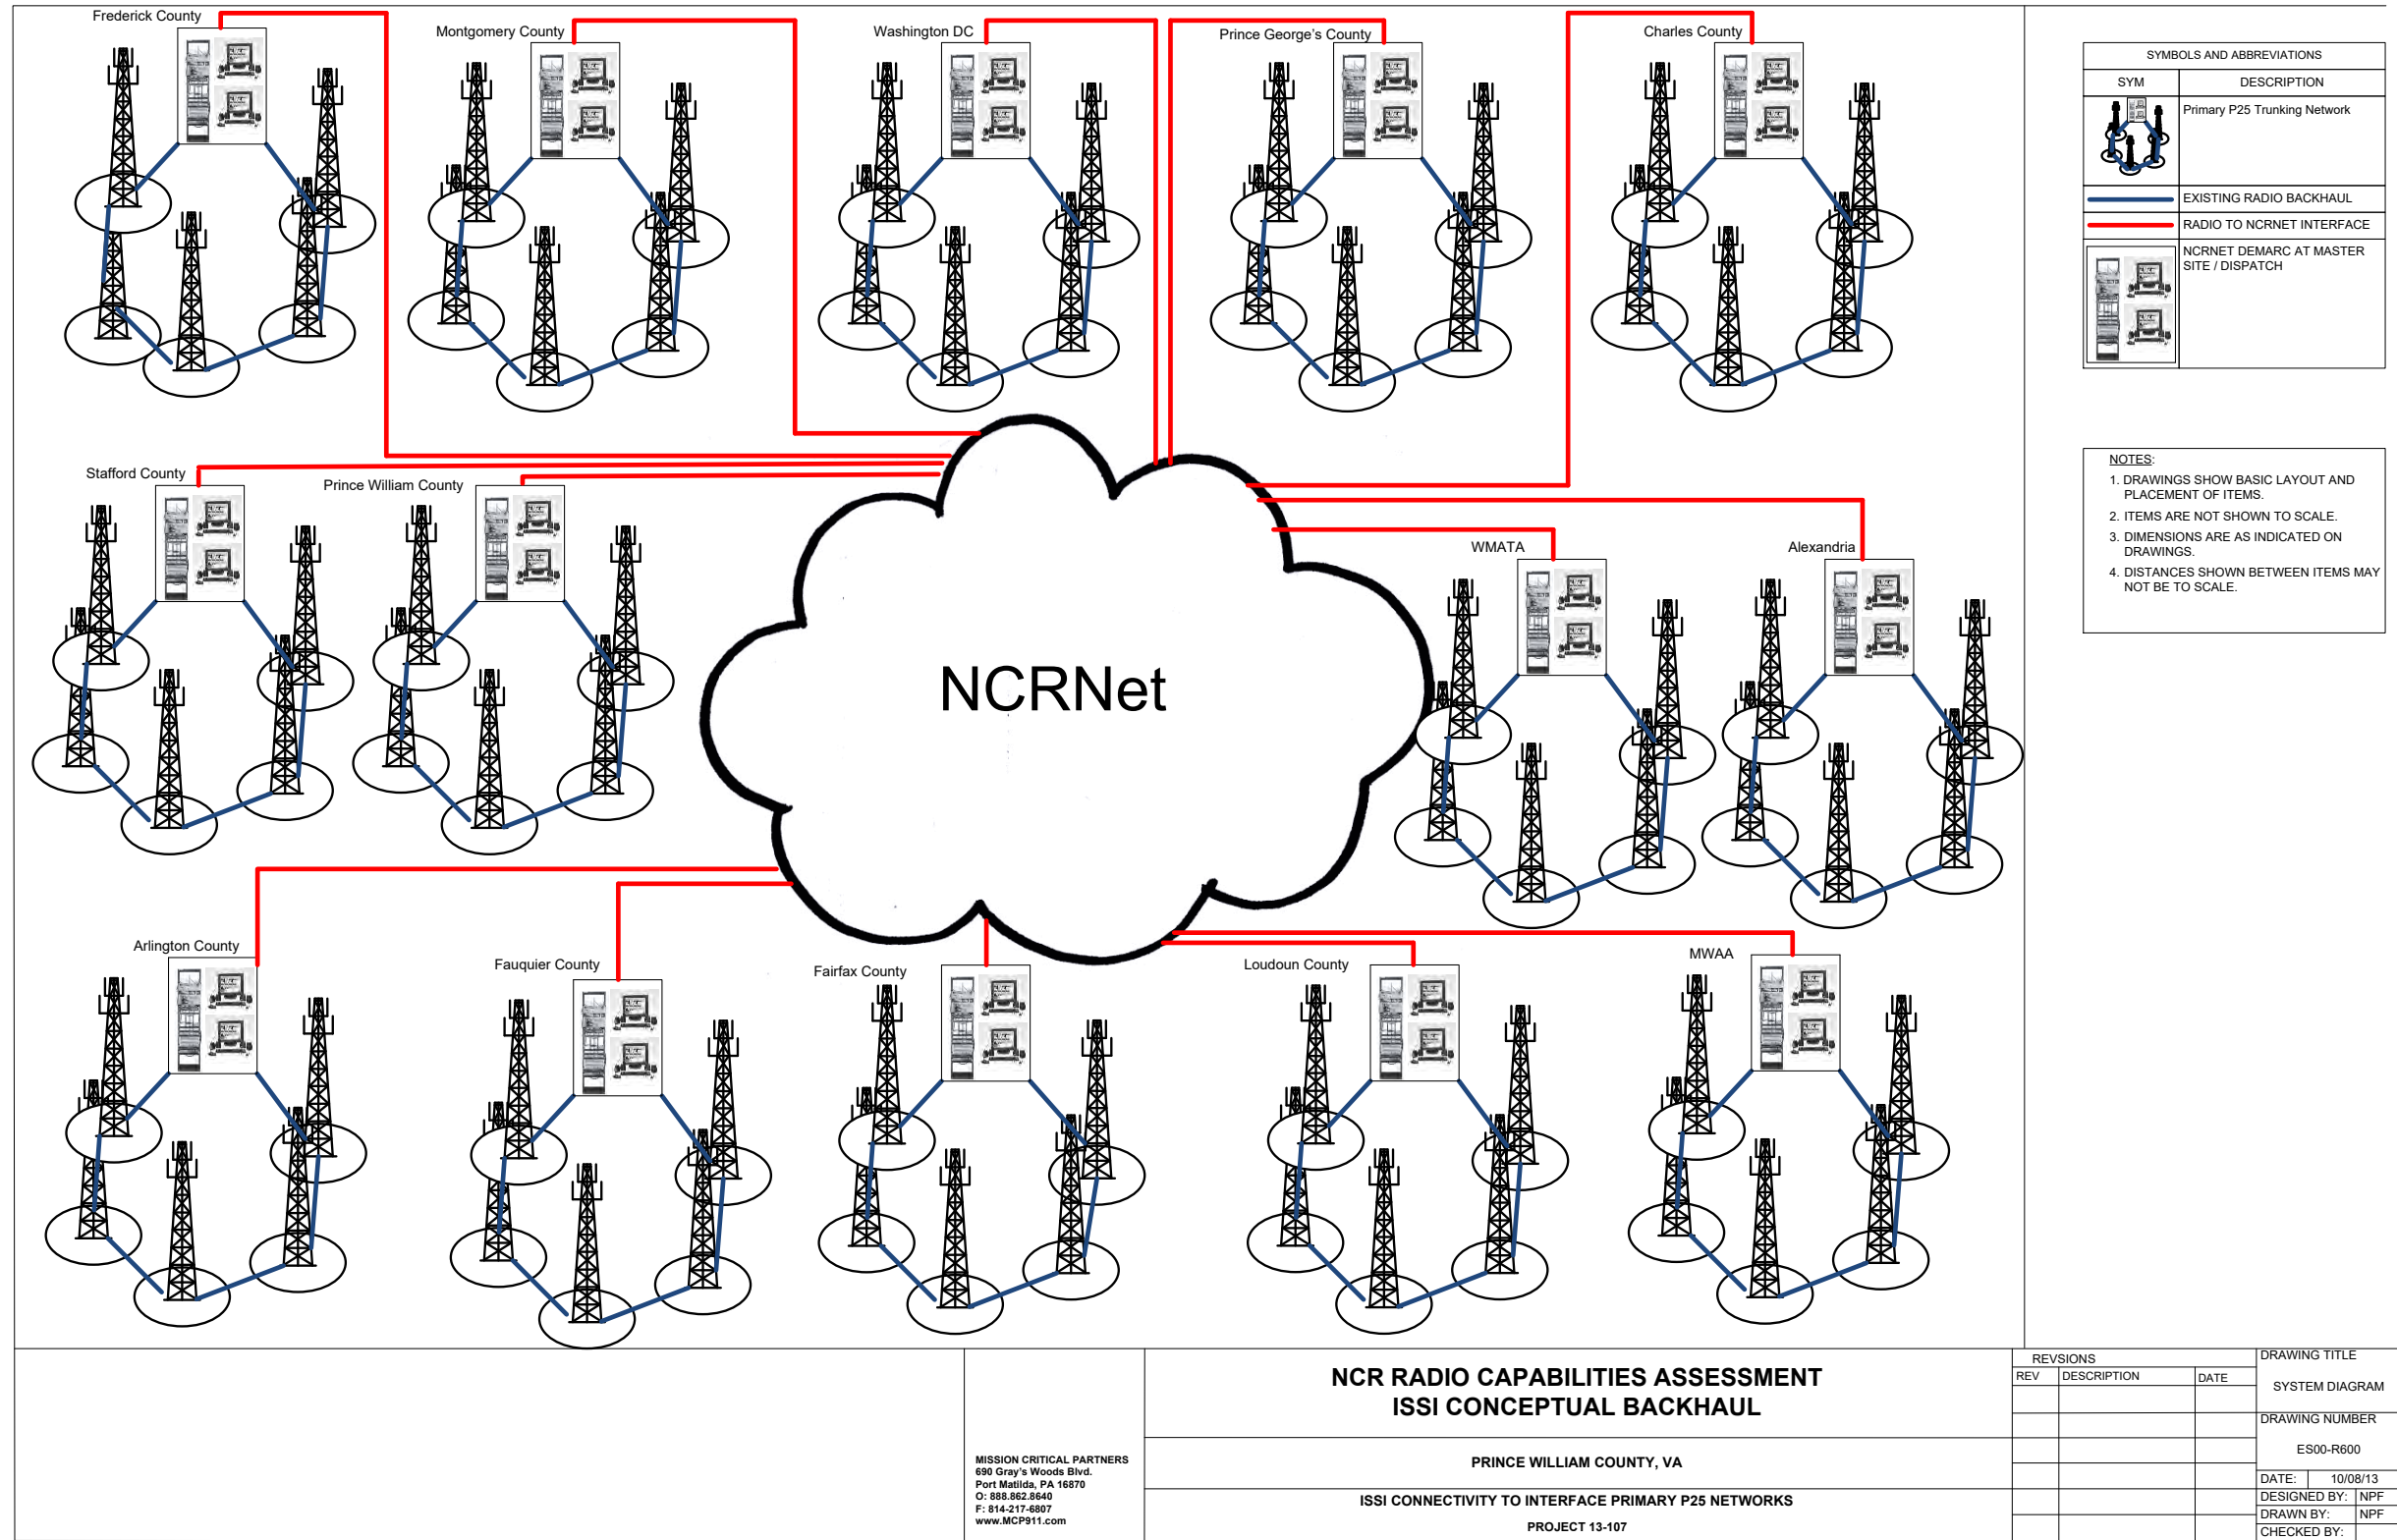 Frederick County
Montgomery County
Washington DC
Prince George's County
Charles County
Stafford County
Prince William County
WMATA
Alexandria
NCRNet
Arlington County
Fauquier County
Fairfax County
Loudoun County
MWAA
SYMBOLS AND ABBREVIATIONS
SYM
DESCRIPTION
Primary P25 Trunking Network
EXISTING RADIO BACKHAUL
RADIO TO NCRNET INTERFACE
NCRNET DEMARC AT MASTER
SITE / DISPATCH
NOTES:
1. DRAWINGS SHOW BASIC LAYOUT AND
PLACEMENT OF ITEMS.
2. ITEMS ARE NOT SHOWN TO SCALE.
3. DIMENSIONS ARE AS INDICATED ON
DRAWINGS.
4. DISTANCES SHOWN BETWEEN ITEMS MAY
NOT BE TO SCALE.
MISSION CRITICAL PARTNERS
690 Gray's Woods Blvd.
Port Matilda, PA 16870
O: 888.862.8640
F: 814-217-6807
www.MCP911.com
NCR RADIO CAPABILITIES ASSESSMENT
ISSI CONCEPTUAL BACKHAUL
PRINCE WILLIAM COUNTY, VA
ISSI CONNECTIVITY TO INTERFACE PRIMARY P25 NETWORKS
PROJECT 13-107
REVSIONS
REV DESCRIPTION DATE
DRAWING TITLE
SYSTEM DIAGRAM
DRAWING NUMBER
ES00-R600
DATE: 10/08/13
DESIGNED BY: NPF
DRAWN BY: NPF
CHECKED BY: